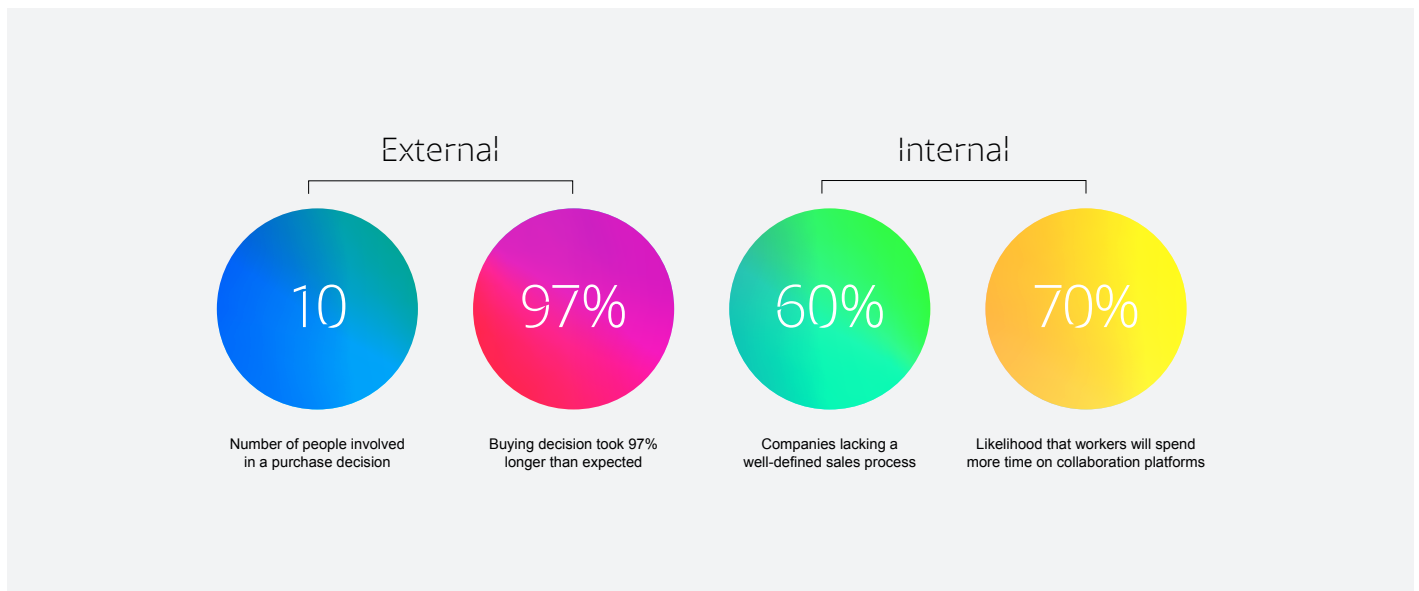 External
Internal
10
97%
60%
70%
Number of people involved
in a purchase decision
Buying decision took 97%
longer than expected
Companies lacking a
well-defined sales process
Likelihood that workers will spend
more time on collaboration platforms